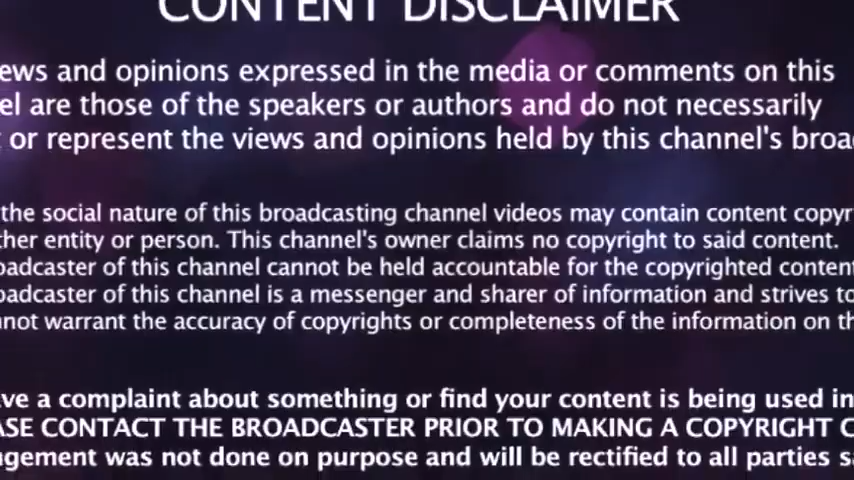 CONTENT DISCLAIMER
ews and opinions expressed in the media or comments on this
el are those of the speakers or authors and do not necessarily
or represent the views and opinions held by this channel's broa
the social nature of this broadcasting channel videos may contain content copyr
ther entity or person. This channel's owner claims no copyright to said content.
oadcaster of this channel cannot be held accountable for the copyrighted content
oadcaster of this channel is a messenger and sharer of information and strives to
nnot warrant the accuracy of copyrights or completeness of the information on th
ve a complaint about something or find your content is being used in
ASE CONTACT THE BROADCASTER PRIOR TO MAKING A COPYRIGHT C
ngement was not done on purpose and will be rectified to all parties sa